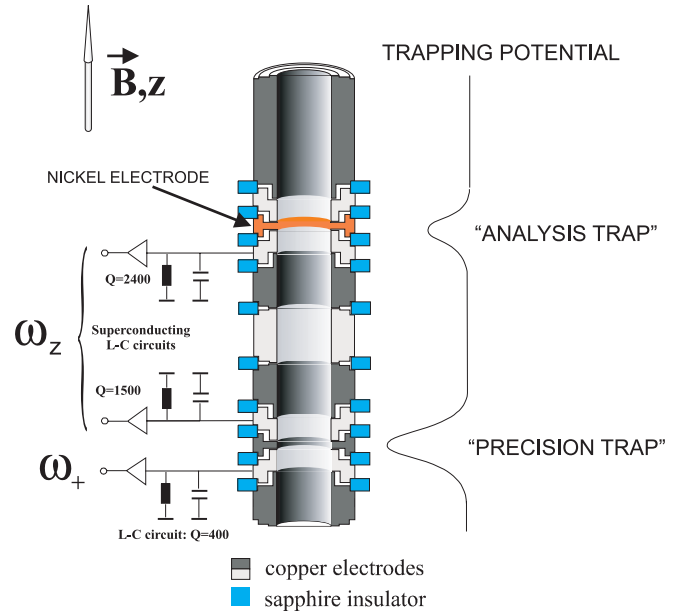 TRAPPING POTENTIAL
B,z
NICKEL ELECTRODE
"ANALYSIS TRAP"
Q=2400
ωz
Superconducting
L-C circuits
Q=1500
"PRECISION TRAP"
ω+
L-C circuit: Q=400
copper electrodes
sapphire insulator